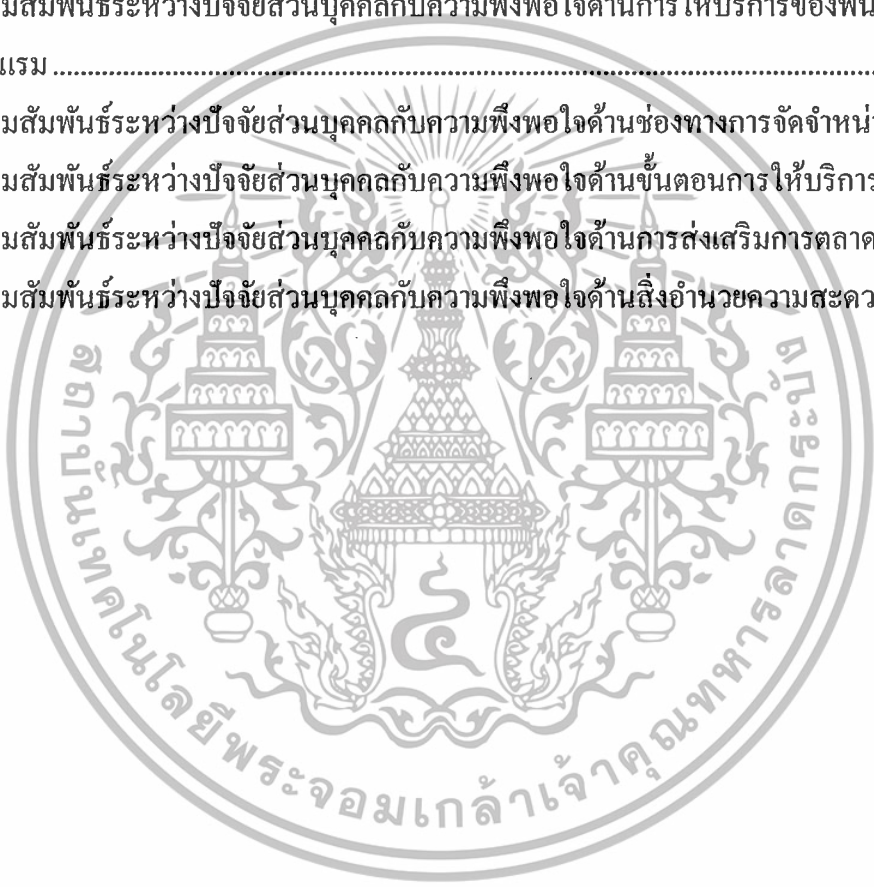 มสัมพันธ์ระหว่างปัจจัยส่วนบุคคลกับความพึงพอใจด้านการให้บริการของพน
แรม
มสัมพันธ์ระหว่างปัจจัยส่วนบุคคลกับความพึงพอใจด้านช่องทางการจัดจำหน่
มสัมพันธ์ระหว่างปัจจัยส่วนบุคคลกับความพึงพอใจด้านขั้นตอนการให้บริการ
มสัมพันธ์ระหว่างปัจจัยส่วนบุคคลกับความพึงพอใจด้านการส่งเสริมการตลาด
มสัมพันธ์ระหว่างปัจจัยส่วนบุคคลกับความพึงพอใจด้านสิ่งอำนวยความสะดว
๔
สถาบันเทคโนโลยีพระจอมเกล้าเจ้าคุณทหารลาดกระบัง